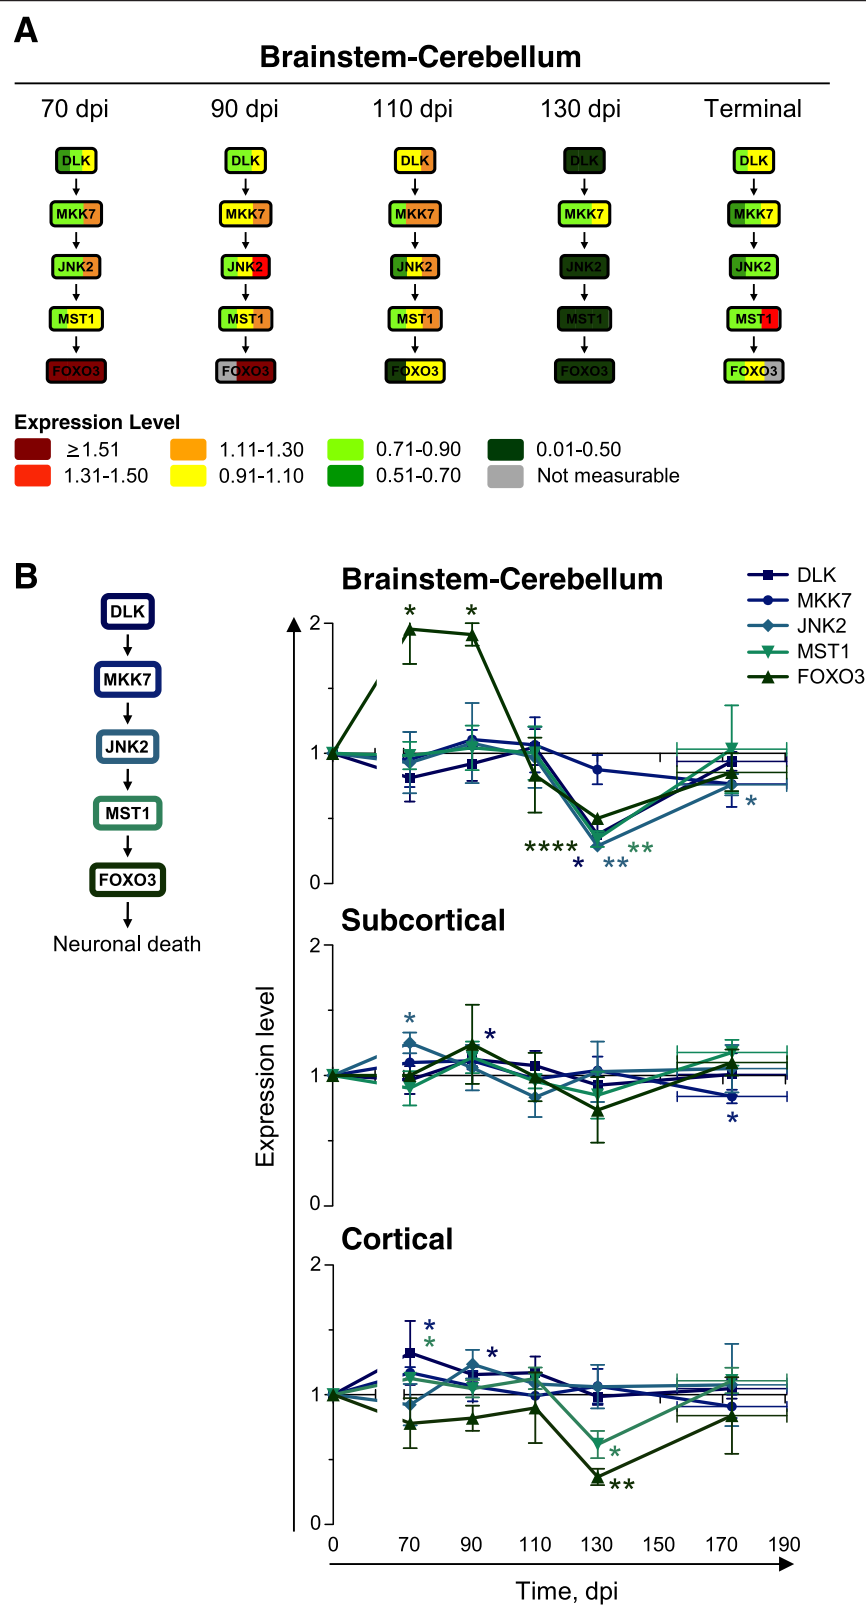 A
Brainstem-Cerebellum
70 dpi 90 dpi 110 dpi 130 dpi Terminal
DLK DLK DLK DLK DLK
MKK7 MKK7 MKK7 MKK7 MKK7
JNK2 JNK2 JNK2 JNK2 JNK2
MST1 MST1 MST1 MST1 MST1
FOXO3 FOXO3 FOXO3 FOXO3 FOXO3
Expression Level
≥1.51 1.11-1.30 0.71-0.90 0.01-0.50
1.31-1.50 0.91-1.10 0.51-0.70 Not measurable
B
DLK
MKK7
JNK2
MST1
FOXO3
Neuronal death
Expression level
Brainstem-Cerebellum
DLK
MKK7
JNK2
MST1
FOXO3
2
* *
1
*
**** **
* **
0
Subcortical
2
* *
1
*
0
Cortical
2
*
* *
1
*
**
0
0 70 90 110 130 150 170 190
Time, dpi